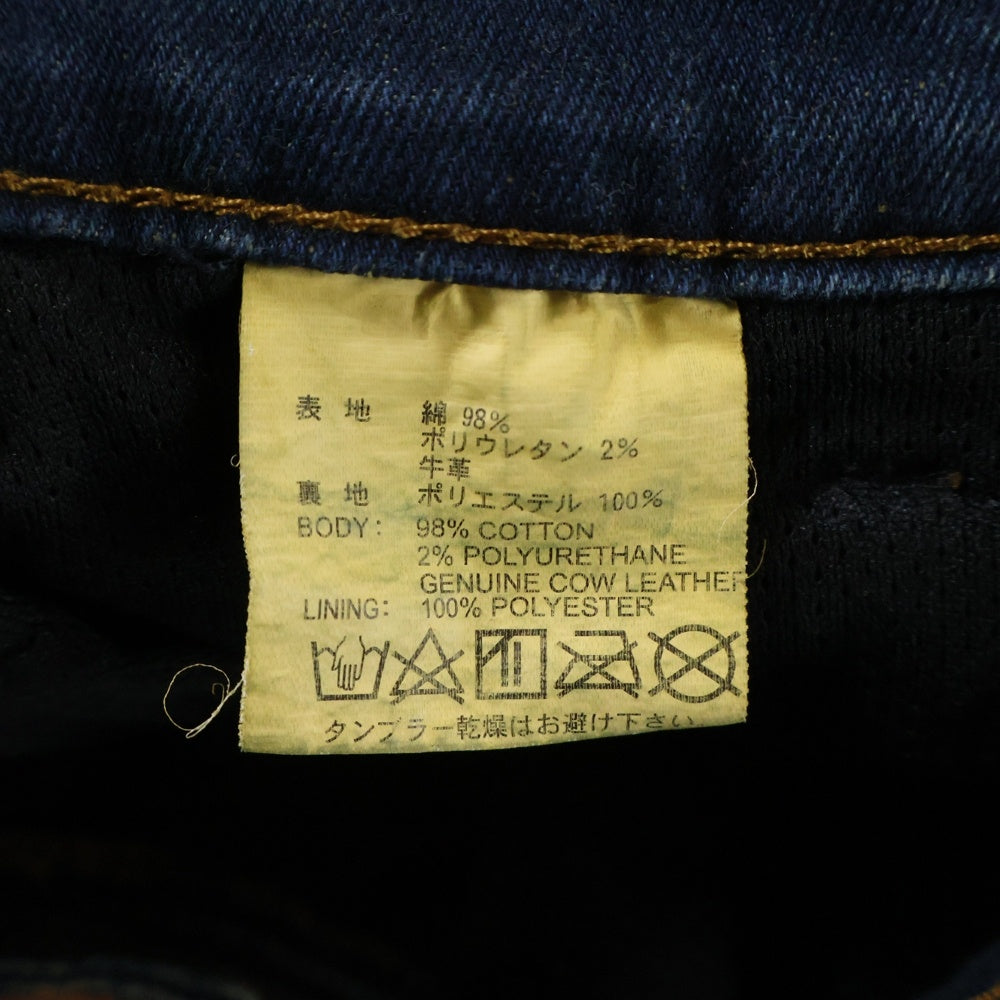 表地 綿 98%
ポリウレタン 2%
牛革
裏地 ポリエステル 100%
BODY: 98% COTTON
2% POLYURETHANE
GENUINE COW LEATHER
LINING: 100% POLYESTER
タンブラー乾燥はお避け下さい